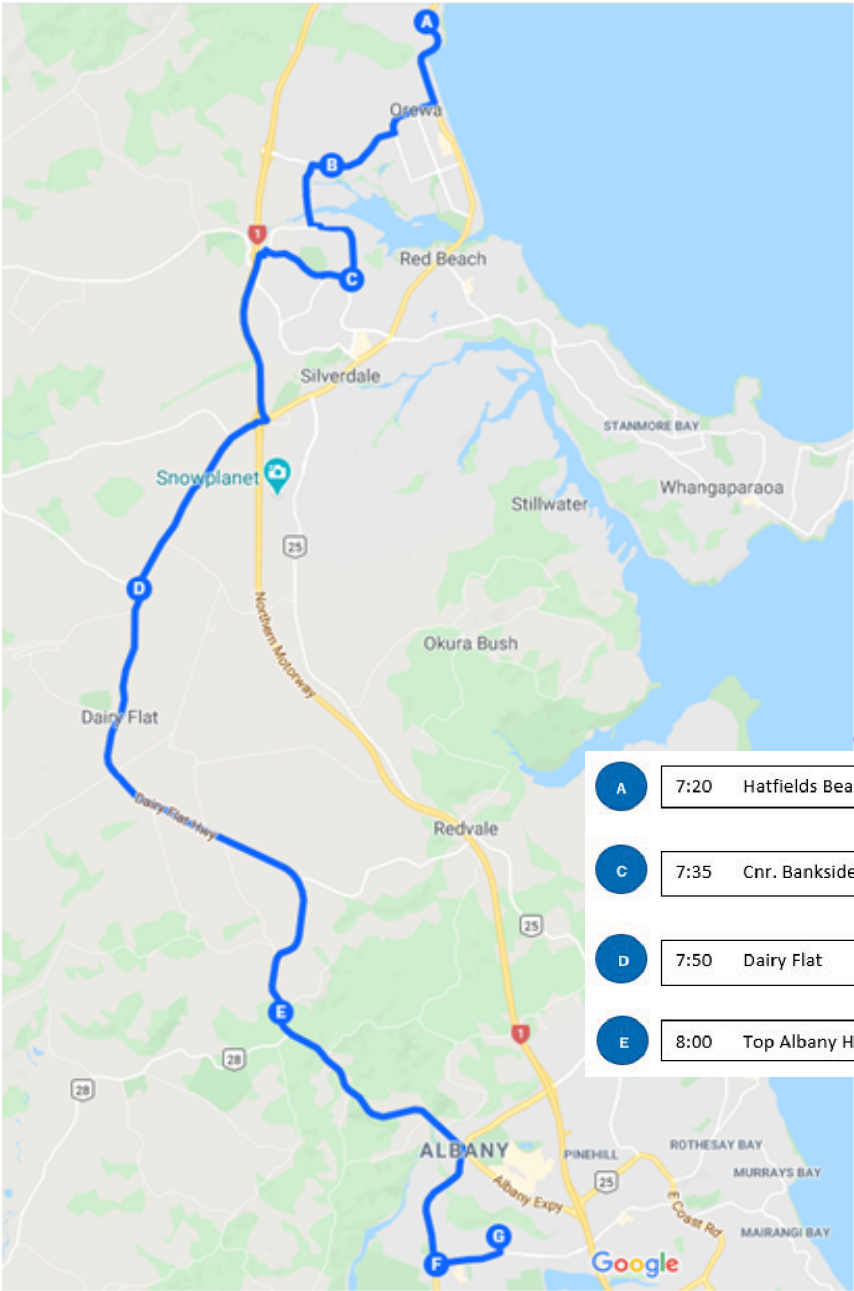 A
Orewa
B
1
Red Beach
C
Silverdale
STANMORE BAY
Snowplanet
Whangaparaoa
Stillwater
25
D
Northern Motorway
Okura Bush
Dairy Flat
A 7:20 Hatfields Bea
Dairy Flat Hwy
Redvale
C 7:35 Cnr. Bankside
25
D 7:50 Dairy Flat
E
1
E 8:00 Top Albany H
28
28
ALBANY
PINEHILL
ROTHESAY BAY
25
MURRAYS BAY
Albany Expy
E Coast Rd
MAIRANGI BAY
G
F
Google